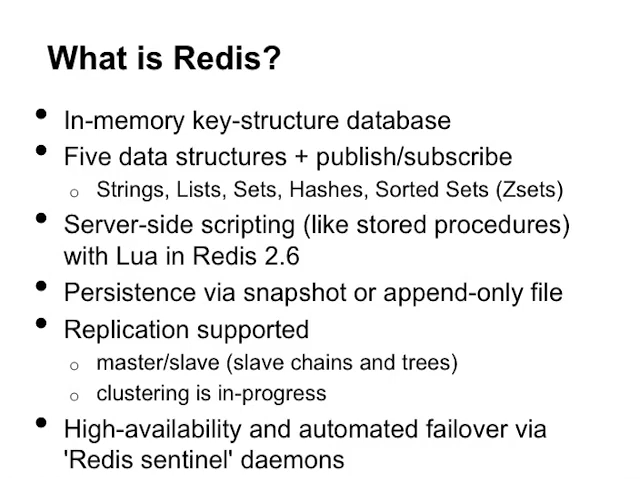 What is Redis?
• In-memory key-structure database
• Five data structures + publish/subscribe
o Strings, Lists, Sets, Hashes, Sorted Sets (Zsets)
• Server-side scripting (like stored procedures)
with Lua in Redis 2.6
• Persistence via snapshot or append-only file
• Replication supported
o master/slave (slave chains and trees)
o clustering is in-progress
• High-availability and automated failover via
'Redis sentinel' daemons